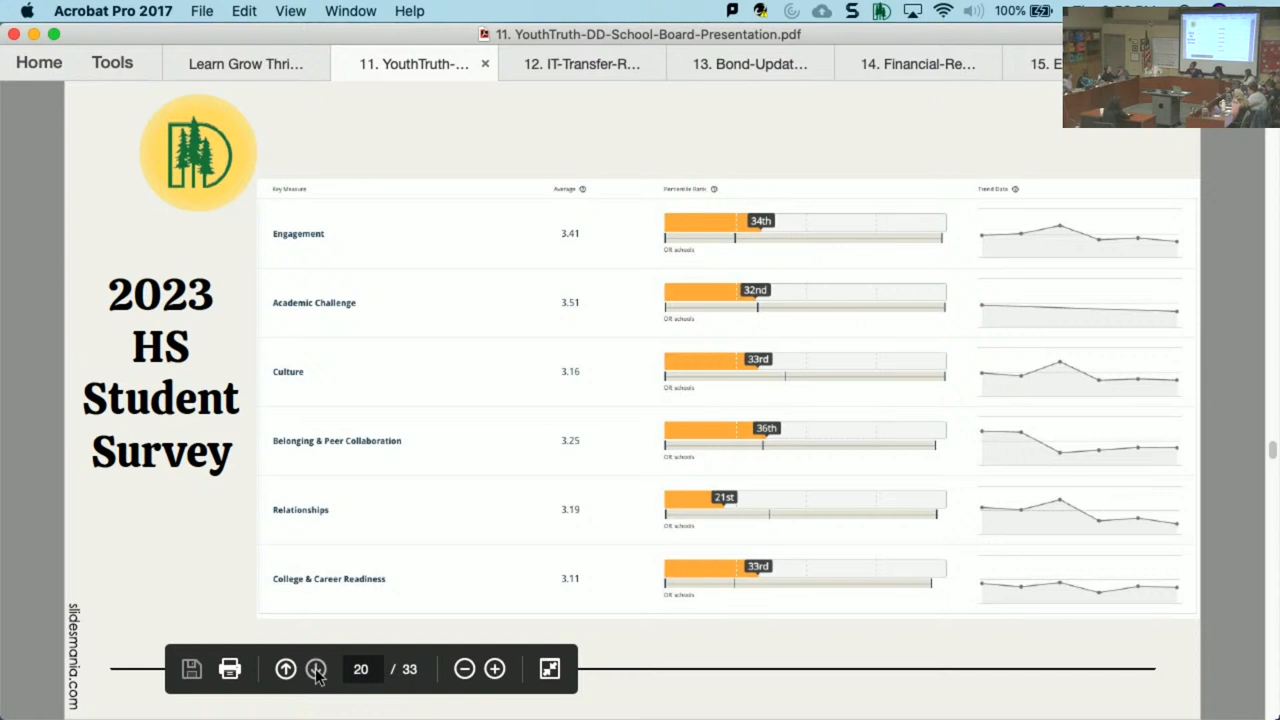 Acrobat Pro 2017 File Edit View Window Help
100%
11. YouthTruth-DD-School-Board-Presentation.pdf
Home Tools Learn Grow Thri... 11. YouthTruth-... × 12. IT-Transfer-R... 13. Bond-Updat... 14. Financial-Re... 15. E
D
Key Measure Average Percentile Rank Trend Data
2023
HS
Student
Survey
Engagement 3.41 34th
OR schools
Academic Challenge 3.51 32nd
OR schools
Culture 3.16 33rd
OR schools
Belonging & Peer Collaboration 3.25 36th
OR schools
Relationships 3.19 21st
OR schools
College & Career Readiness 3.11 33rd
OR schools
slidesmania.com
20 / 33